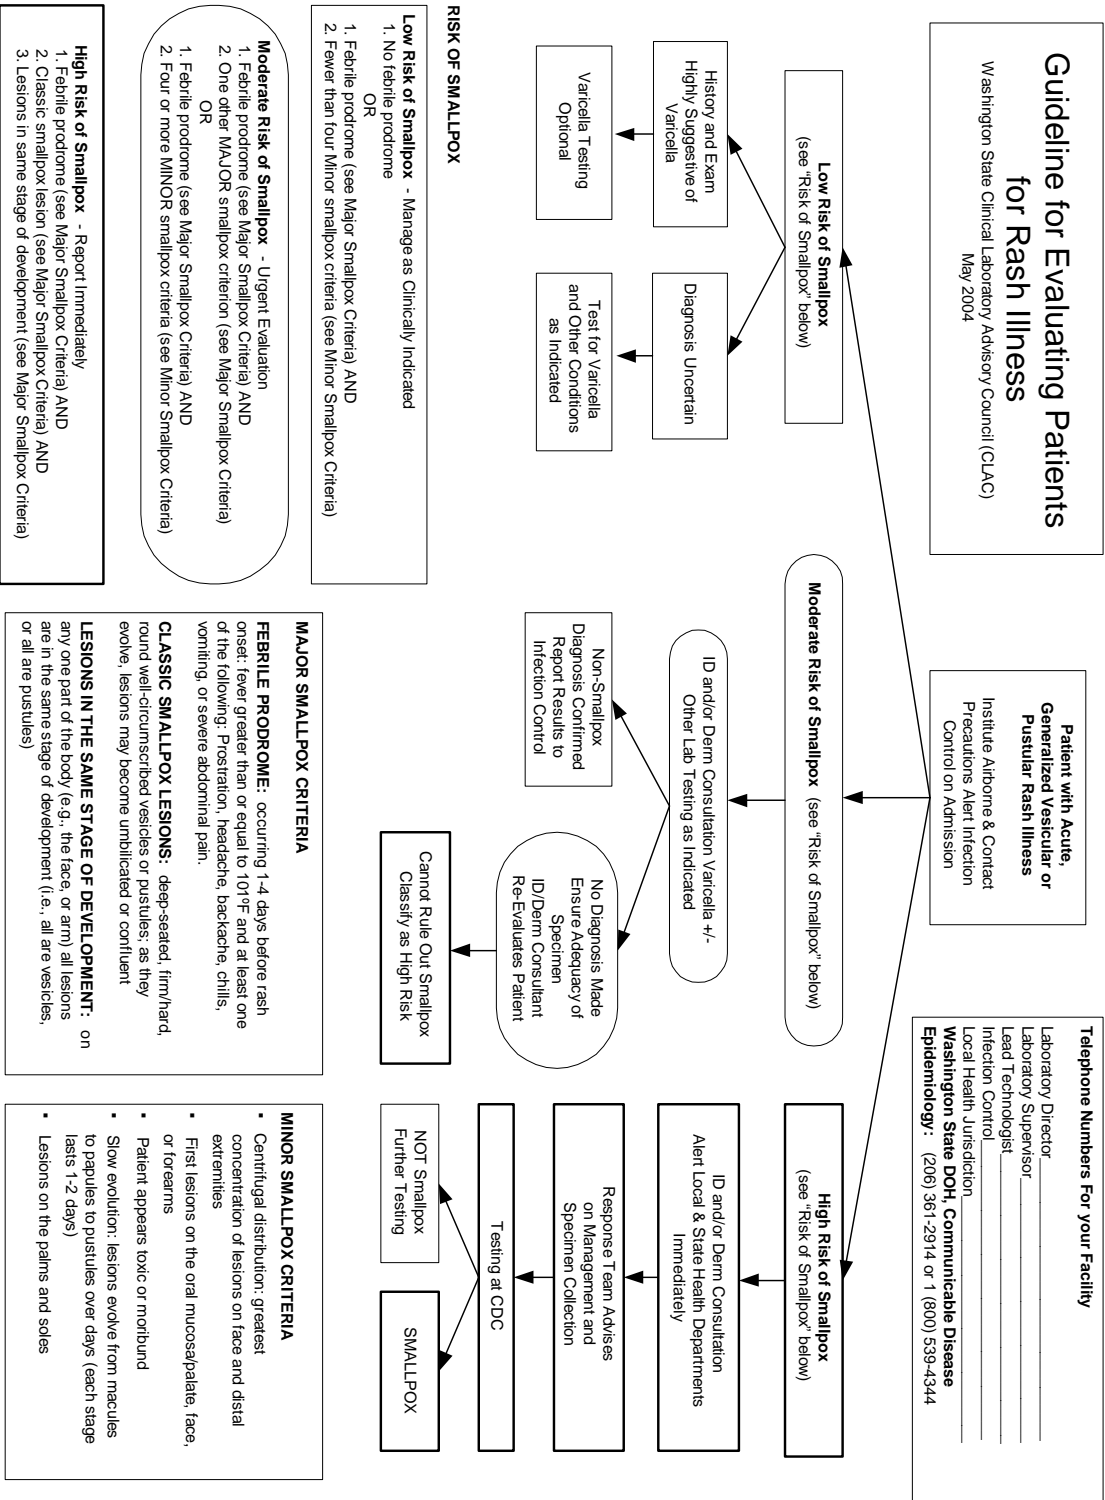 Guideline for Evaluating Patients
for Rash Illness
Washington State Clinical Laboratory Advisory Council (CLAC)
May 2004
Patient with Acute,
Generalized Vesicular or
Pustular Rash Illness
Institute Airborne & Contact
Precautions Alert Infection
Control on Admission
Telephone Numbers For your Facility
Laboratory Director
Laboratory Supervisor
Lead Technologist
Infection Control
Local Health Jurisdiction
Washington State DOH, Communicable Disease
Epidemiology: (206) 361-2914 or 1 (800) 539-4344
Low Risk of Smallpox
(see "Risk of Smallpox" below)
History and Exam
Highly Suggestive of
Varicella
Varicella Testing
Optional
Diagnosis Uncertain
Test for Varicella
and Other Conditions
as Indicated
Moderate Risk of Smallpox (see "Risk of Smallpox" below)
ID and/or Derm Consultation Varicella +/-
Other Lab Testing as Indicated
Non-Smallpox
Diagnosis Confirmed
Report Results to
Infection Control
No Diagnosis Made
Ensure Adequacy of
Specimen
ID/Derm Consultant
Re-Evaluates Patient
Cannot Rule Out Smallpox
Classify as High Risk
High Risk of Smallpox
(see "Risk of Smallpox" below)
ID and/or Derm Consultation
Alert Local & State Health Departments
Immediately
Response Team Advises
on Management and
Specimen Collection
Testing at CDC
NOT Smallpox
Further Testing
SMALLPOX
RISK OF SMALLPOX
Low Risk of Smallpox - Manage as Clinically Indicated
1. No febrile prodrome
OR
1. Febrile prodrome (see Major Smallpox Criteria) AND
2. Fewer than four Minor smallpox criteria (see Minor Smallpox Criteria)
Moderate Risk of Smallpox - Urgent Evaluation
1. Febrile prodrome (see Major Smallpox Criteria) AND
2. One other MAJOR smallpox criterion (see Major Smallpox Criteria)
OR
1. Febrile prodrome (see Major Smallpox Criteria) AND
2. Four or more MINOR smallpox criteria (see Minor Smallpox Criteria)
High Risk of Smallpox - Report Immediately
1. Febrile prodrome (see Major Smallpox Criteria) AND
2. Classic smallpox lesion (see Major Smallpox Criteria) AND
3. Lesions in same stage of development (see Major Smallpox Criteria)
MAJOR SMALLPOX CRITERIA
FEBRILE PRODROME: occurring 1-4 days before rash
onset: fever greater than or equal to 101°F and at least one
of the following: Prostration, headache, backache, chills,
vomiting, or severe abdominal pain.
CLASSIC SMALLPOX LESIONS: deep-seated, firm/hard,
round well-circumscribed vesicles or pustules; as they
evolve, lesions may become umbilicated or confluent
LESIONS IN THE SAME STAGE OF DEVELOPMENT: on
any one part of the body (e.g., the face, or arm) all lesions
are in the same stage of development (i.e., all are vesicles,
or all are pustules)
MINOR SMALLPOX CRITERIA
▪ Centrifugal distribution: greatest
concentration of lesions on face and distal
extremities
▪ First lesions on the oral mucosa/palate, face,
or forearms
▪ Patient appears toxic or moribund
▪ Slow evolution: lesions evolve from macules
to papules to pustules over days (each stage
lasts 1-2 days)
▪ Lesions on the palms and soles